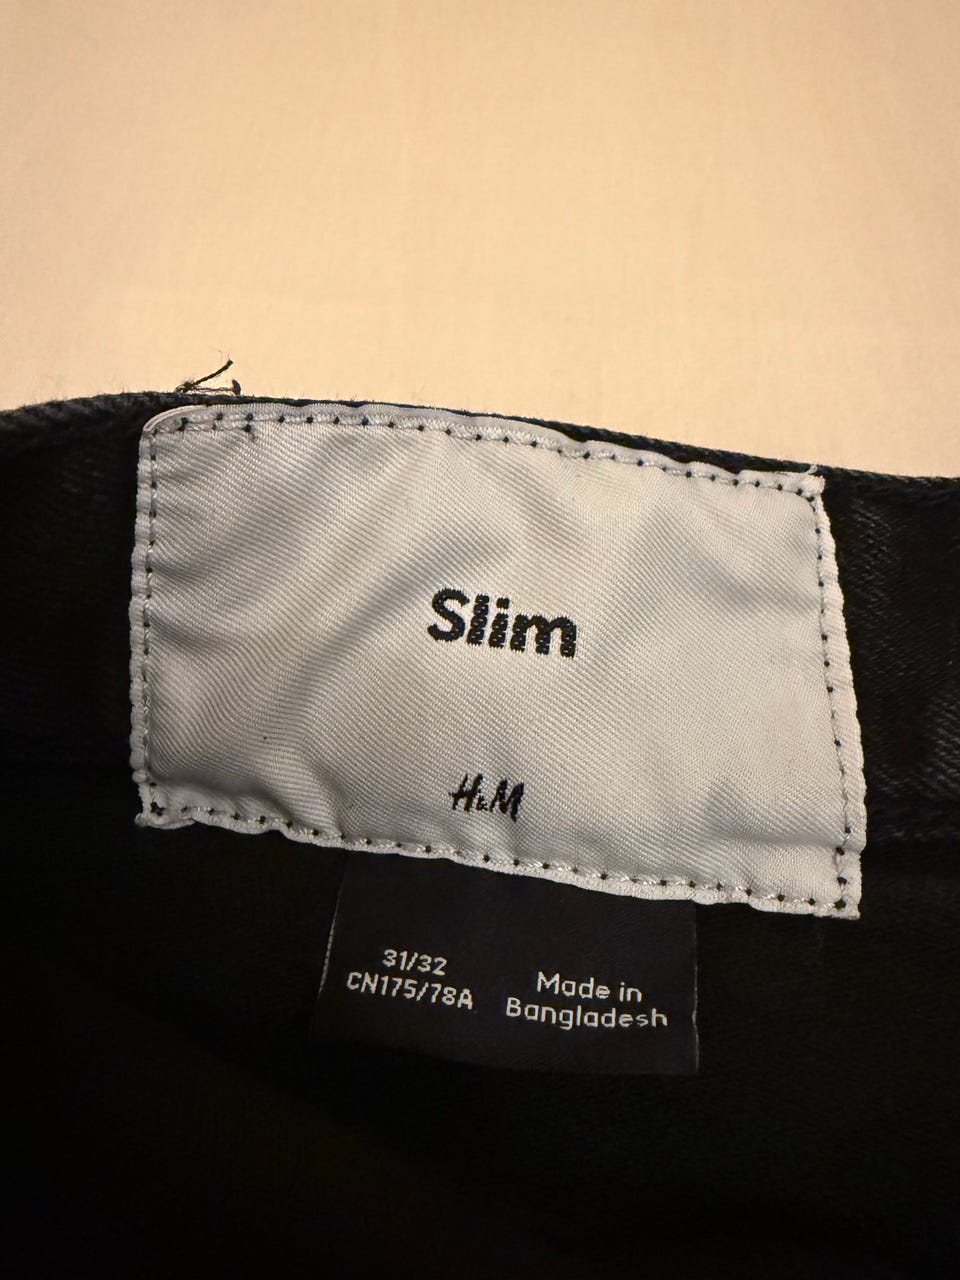 Slim
H&M
31/32
CN175/78A
Made in
Bangladesh